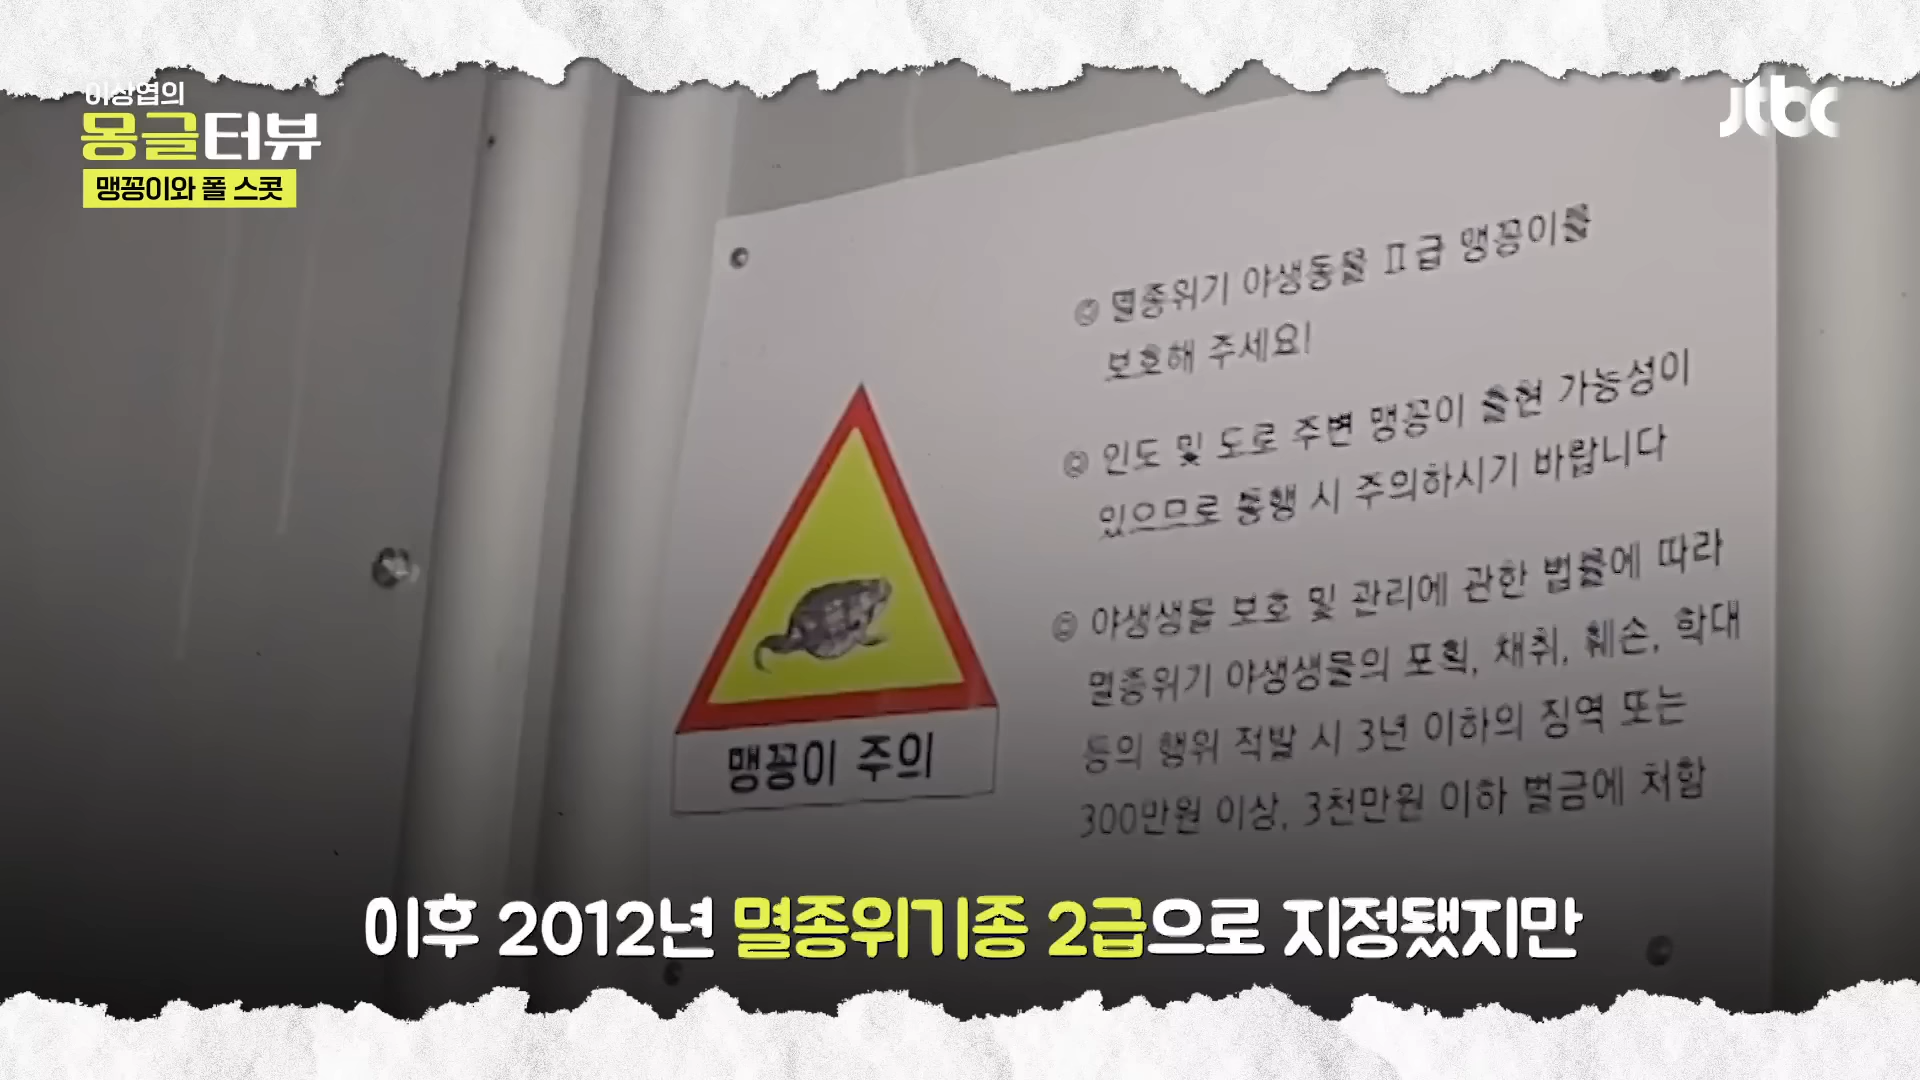 이상엽의
몽글터뷰
맹꽁이와 폴 스콧
jtbc
◎ 멸종위기 야생동물 Ⅱ급 맹꽁이를
보호해 주세요!
◎ 인도 및 도로 주변 맹꽁이 출현 가능성이
있으므로 통행 시 주의하시기 바랍니다
◎ 야생생물 보호 및 관리에 관한 법률에 따라
멸종위기 야생생물의 포획, 채취, 훼손, 학대
등의 행위 적발 시 3년 이하의 징역 또는
300만원 이상, 3천만원 이하 벌금에 처함
맹꽁이 주의
이후 2012년 멸종위기종 2급으로 지정됐지만